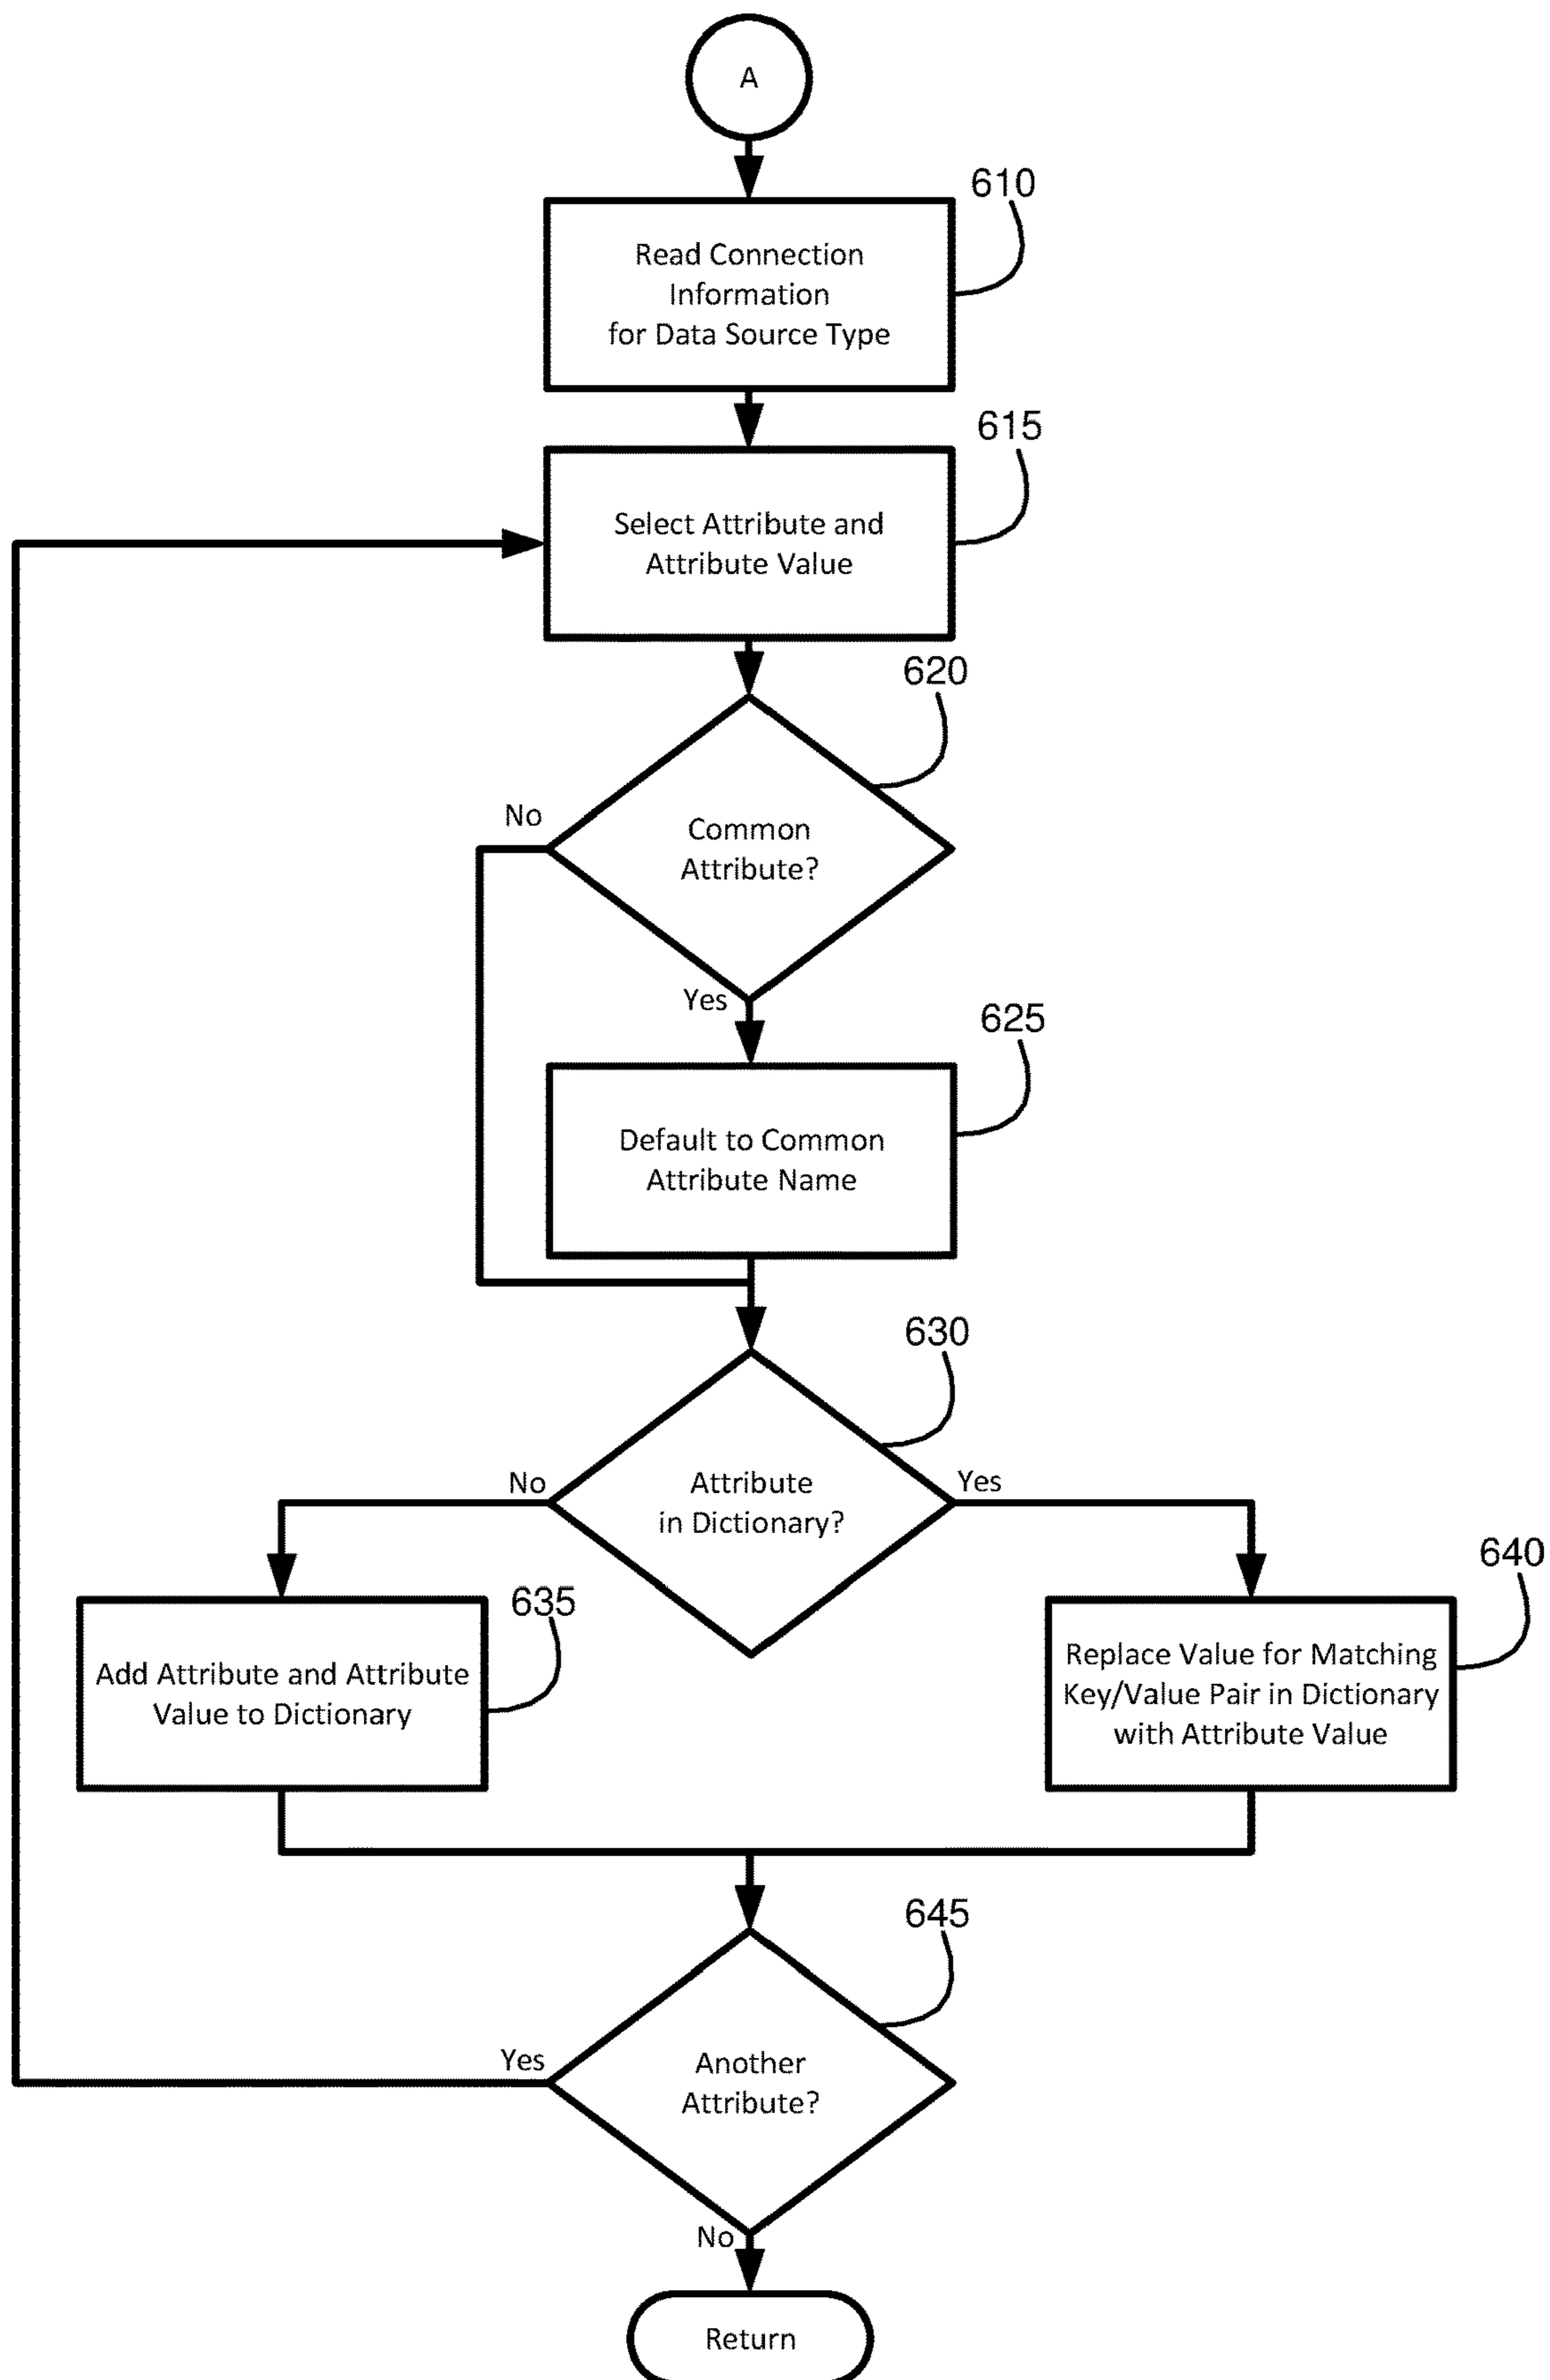 A
610
Read Connection
Information
for Data Source Type
615
Select Attribute and
Attribute Value
620
No
Common
Attribute?
Yes
625
Default to Common
Attribute Name
630
No
Attribute
in Dictionary?
Yes
635
Add Attribute and Attribute
Value to Dictionary
640
Replace Value for Matching
Key/Value Pair in Dictionary
with Attribute Value
645
Yes
Another
Attribute?
No
Return